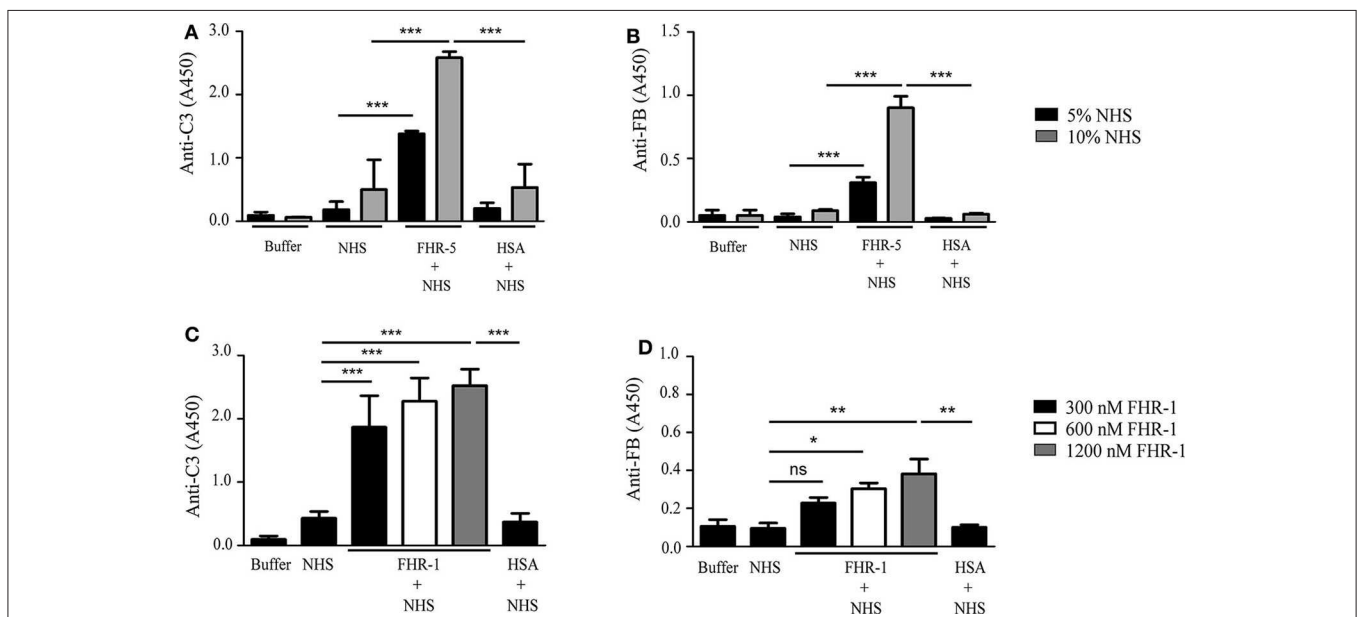 A
Anti-C3 (A450)
3.0
2.0
1.0
0.0
***
***
***
Buffer
NHS
FHR-5
+
NHS
HSA
+
NHS
B
Anti-FB (A450)
1.5
1.0
0.5
0.0
***
***
***
Buffer
NHS
FHR-5
+
NHS
HSA
+
NHS
5% NHS
10% NHS
C
Anti-C3 (A450)
3.0
2.0
1.0
0.0
***
***
***
***
Buffer
NHS
FHR-1
+
NHS
HSA
+
NHS
D
Anti-FB (A450)
1.0
0.8
0.6
0.4
0.2
0.0
**
**
*
ns
Buffer
NHS
FHR-1
+
NHS
HSA
+
NHS
300 nM FHR-1
600 nM FHR-1
1200 nM FHR-1